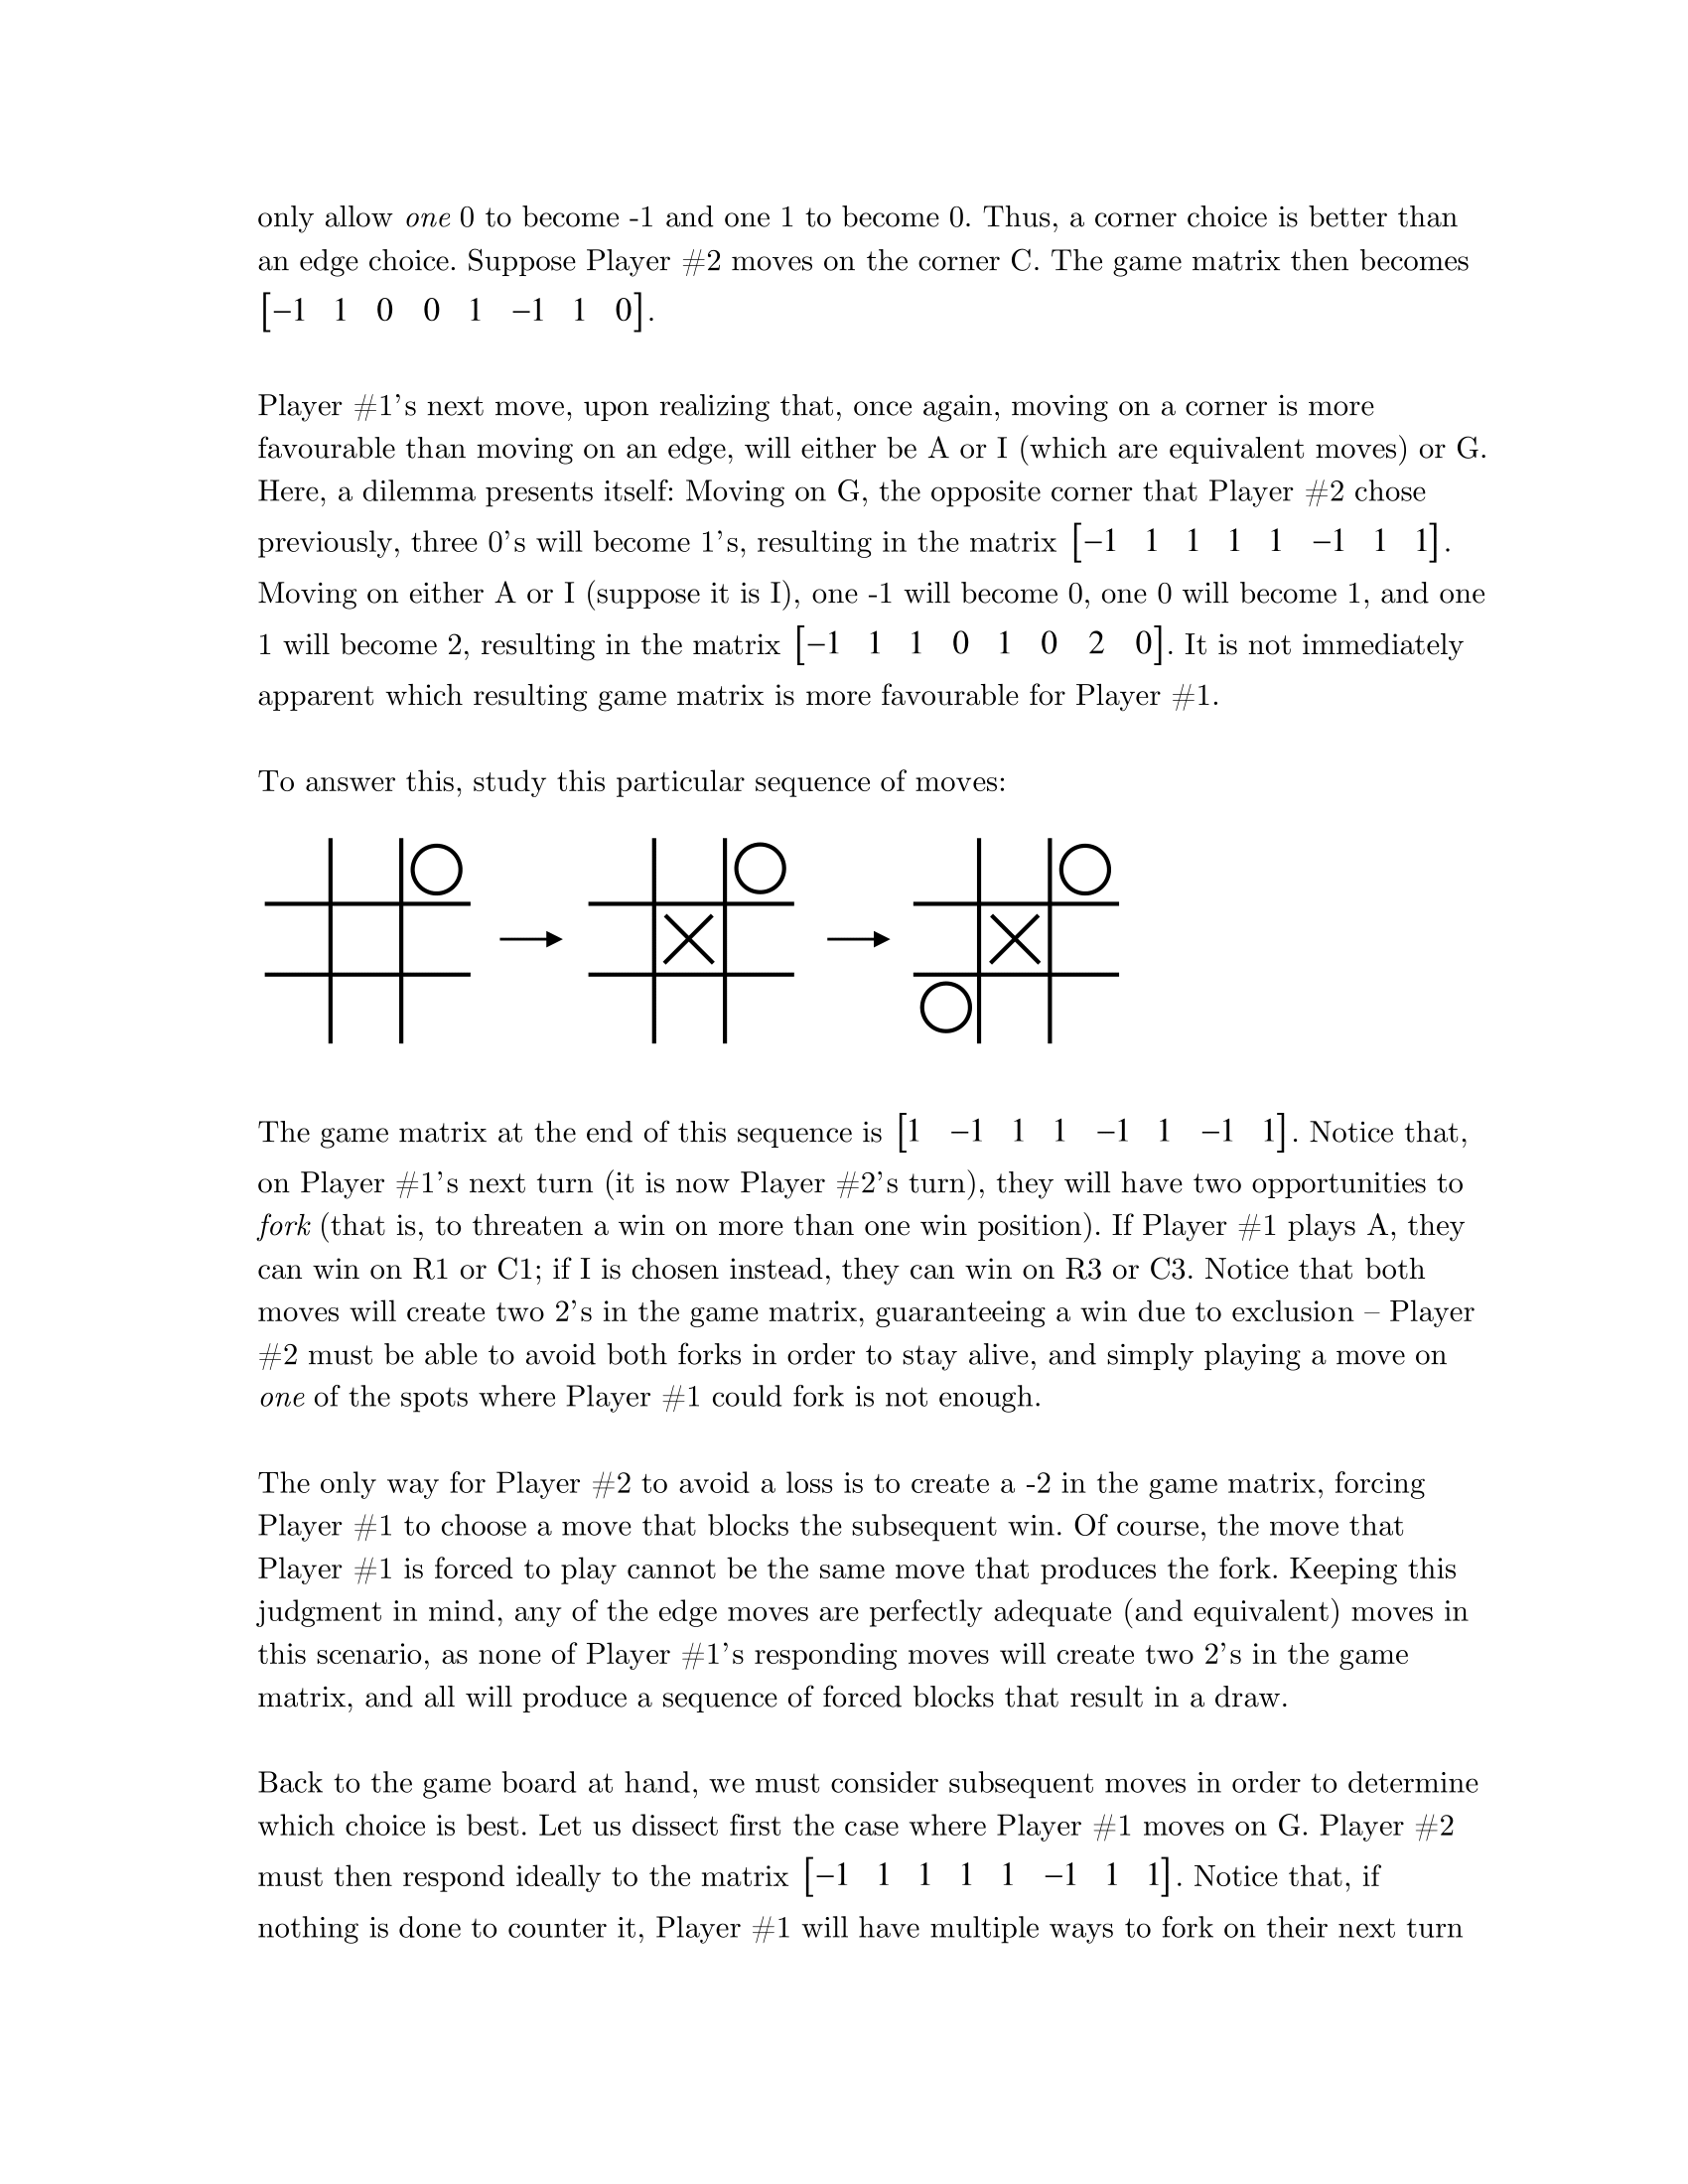 only allow one 0 to become -1 and one 1 to become 0. Thus, a corner choice is better than
an edge choice. Suppose Player #2 moves on the corner C. The game matrix then becomes
[−1 1 0 0 1 −1 1 0].
Player #1's next move, upon realizing that, once again, moving on a corner is more
favourable than moving on an edge, will either be A or I (which are equivalent moves) or G.
Here, a dilemma presents itself: Moving on G, the opposite corner that Player #2 chose
previously, three 0's will become 1's, resulting in the matrix [−1 1 1 1 1 −1 1 1].
Moving on either A or I (suppose it is I), one -1 will become 0, one 0 will become 1, and one
1 will become 2, resulting in the matrix [−1 1 1 0 1 0 2 0]. It is not immediately
apparent which resulting game matrix is more favourable for Player #1.
To answer this, study this particular sequence of moves:
The game matrix at the end of this sequence is [1 −1 1 1 −1 1 −1 1]. Notice that,
on Player #1's next turn (it is now Player #2's turn), they will have two opportunities to
fork (that is, to threaten a win on more than one win position). If Player #1 plays A, they
can win on R1 or C1; if I is chosen instead, they can win on R3 or C3. Notice that both
moves will create two 2's in the game matrix, guaranteeing a win due to exclusion – Player
#2 must be able to avoid both forks in order to stay alive, and simply playing a move on
one of the spots where Player #1 could fork is not enough.
The only way for Player #2 to avoid a loss is to create a -2 in the game matrix, forcing
Player #1 to choose a move that blocks the subsequent win. Of course, the move that
Player #1 is forced to play cannot be the same move that produces the fork. Keeping this
judgment in mind, any of the edge moves are perfectly adequate (and equivalent) moves in
this scenario, as none of Player #1's responding moves will create two 2's in the game
matrix, and all will produce a sequence of forced blocks that result in a draw.
Back to the game board at hand, we must consider subsequent moves in order to determine
which choice is best. Let us dissect first the case where Player #1 moves on G. Player #2
must then respond ideally to the matrix [−1 1 1 1 1 −1 1 1]. Notice that, if
nothing is done to counter it, Player #1 will have multiple ways to fork on their next turn